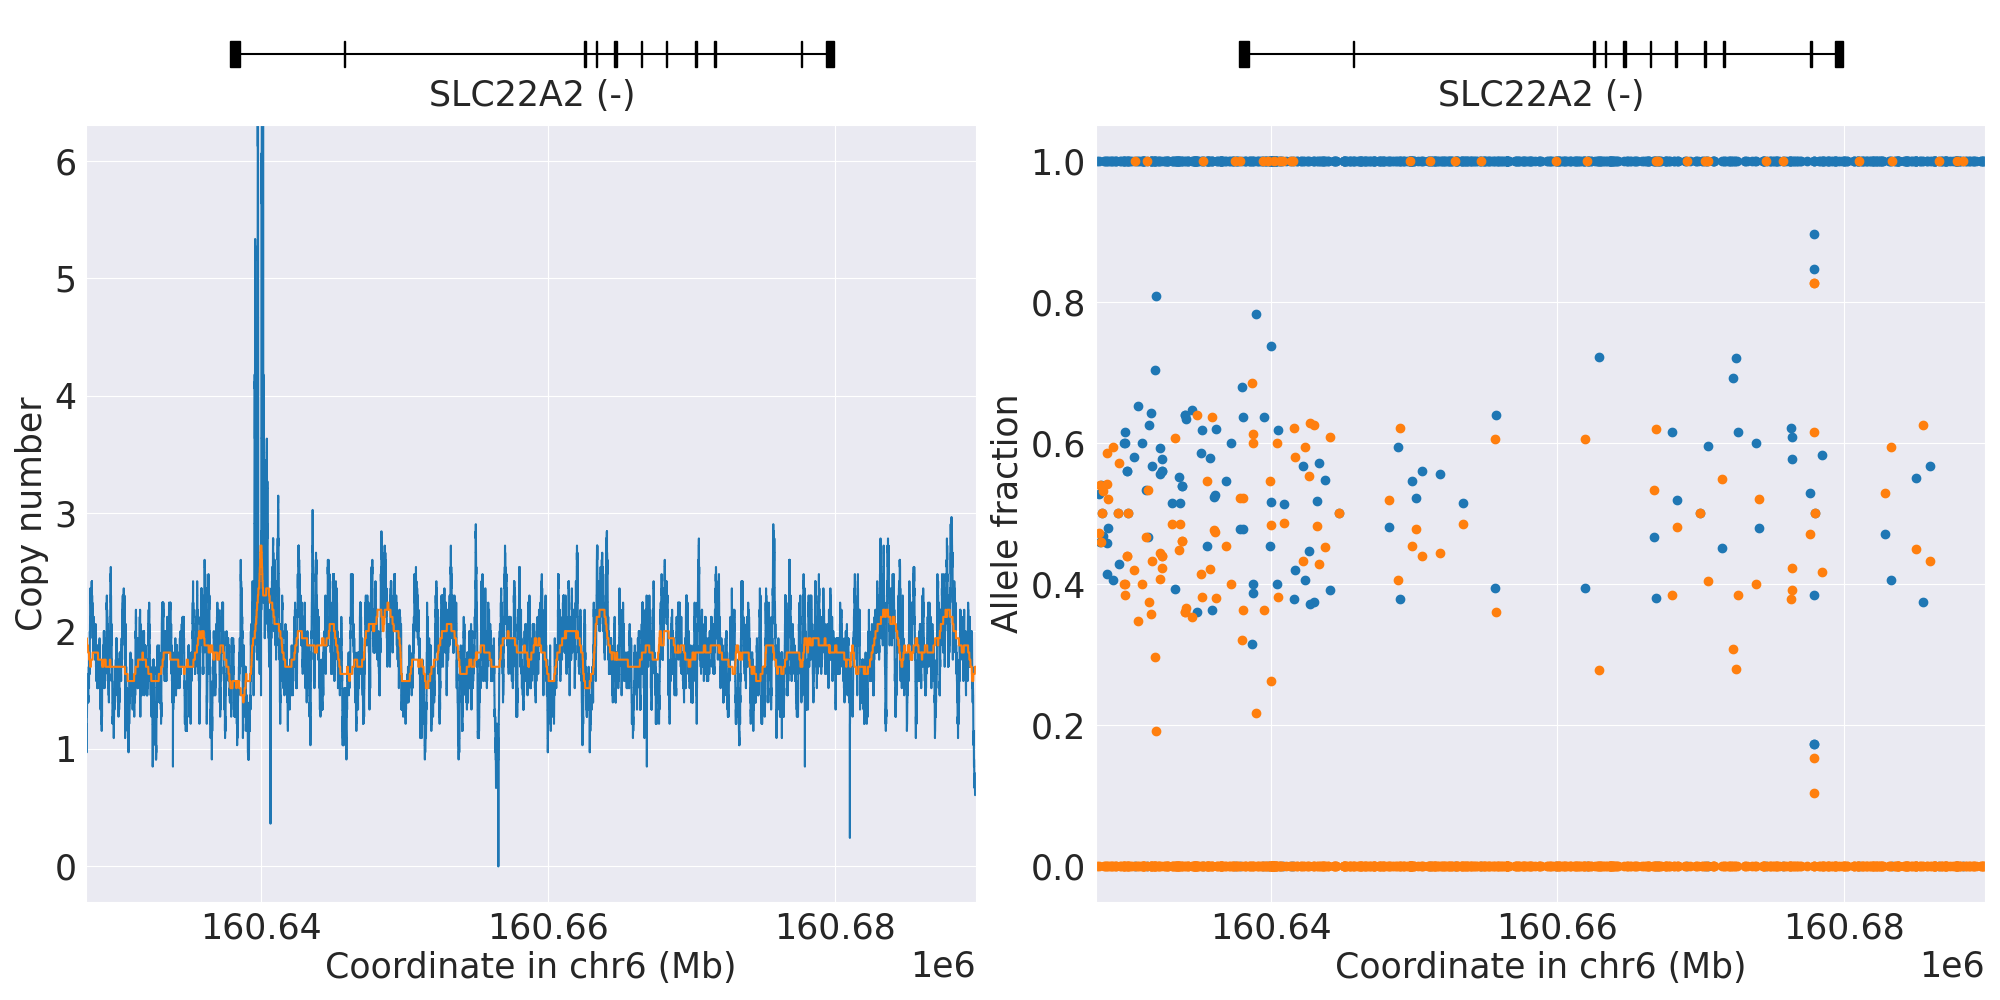 SLC22A2 (-)
Copy number
6
5
4
3
2
1
0
160.64
160.66
160.68
Coordinate in chr6 (Mb)
1e6
SLC22A2 (-)
Allele fraction
1.0
0.8
0.6
0.4
0.2
0.0
160.64
160.66
160.68
Coordinate in chr6 (Mb)
1e6